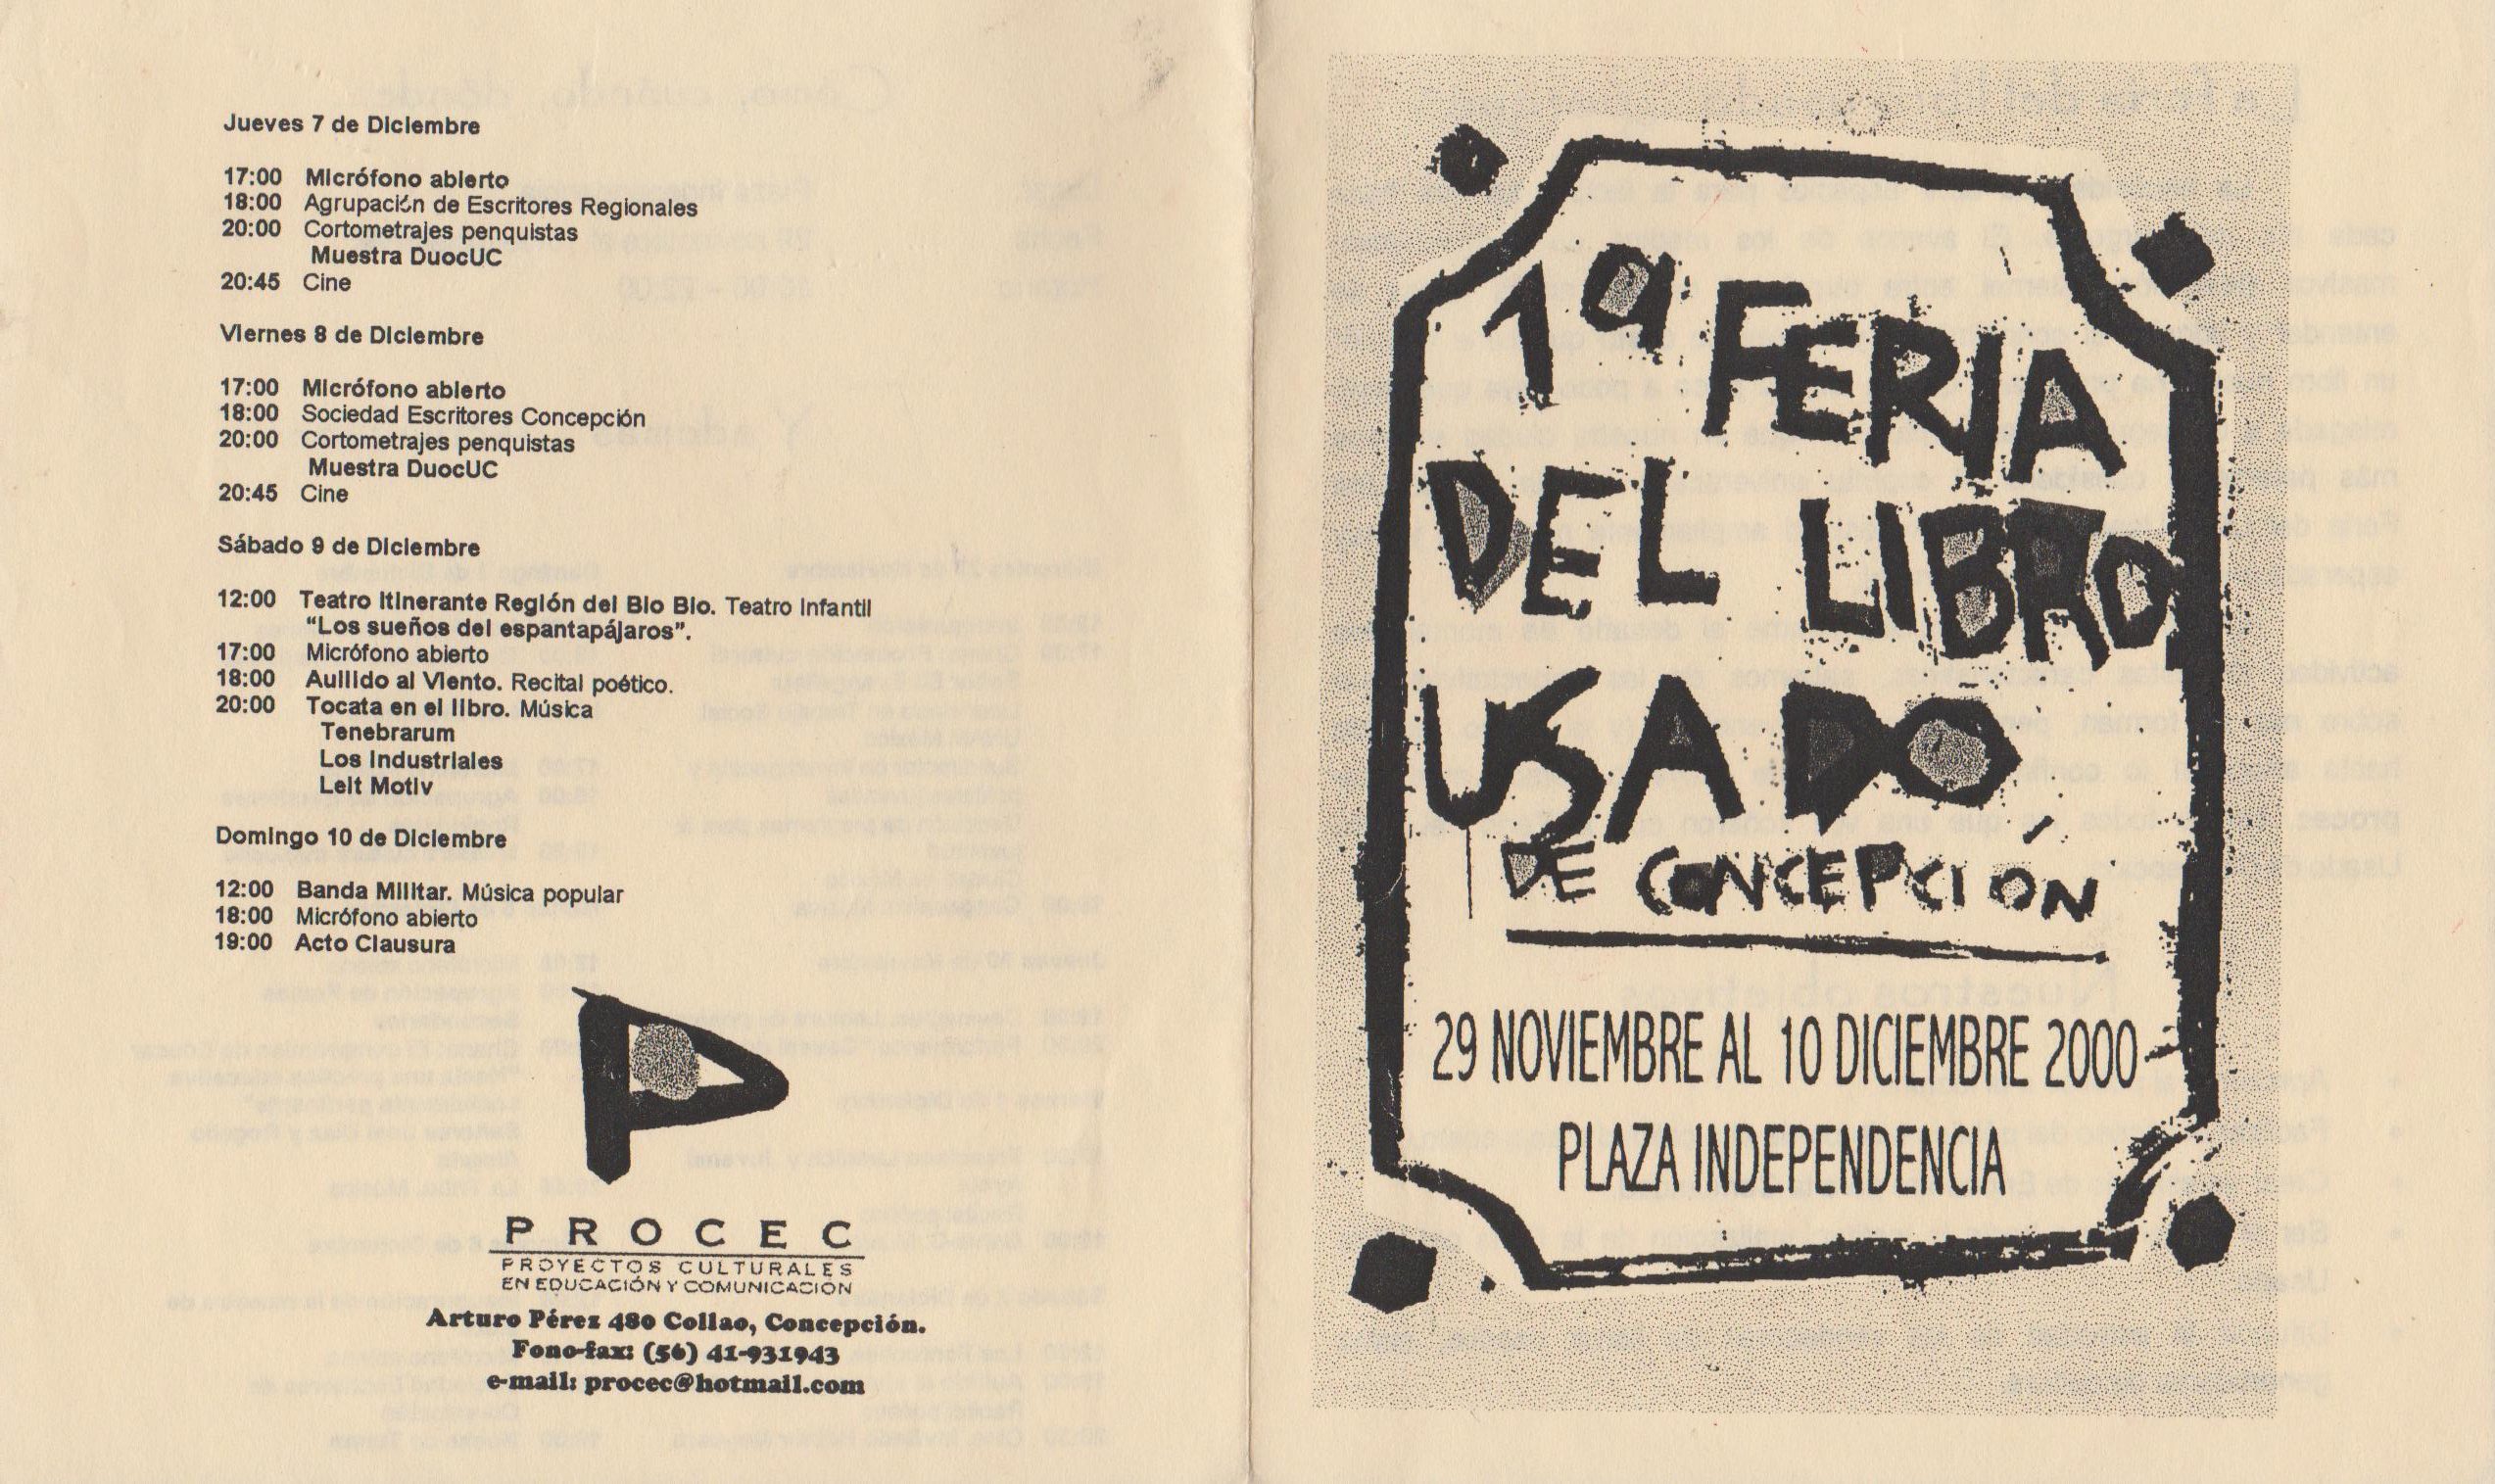 Jueves 7 de Diciembre
17:00 Micrófono abierto
18:00 Agrupación de Escritores Regionales
20:00 Cortometrajes penquistas
Muestra DuocUC
20:45 Cine
Viernes 8 de Diciembre
17:00 Micrófono abierto
18:00 Sociedad Escritores Concepción
20:00 Cortometrajes penquistas
Muestra DuocUC
20:45 Cine
Sábado 9 de Diciembre
12:00 Teatro Itinerante Región del Bio Bio. Teatro Infantil
“Los sueños del espantapájaros”.
17:00 Micrófono abierto
18:00 Aullido al Viento. Recital poético.
20:00 Tocata en el libro. Música
Tenebrarum
Los Industriales
Leit Motiv
Domingo 10 de Diciembre
12:00 Banda Militar. Música popular
18:00 Micrófono abierto
19:00 Acto Clausura
PROCEC
PROYECTOS CULTURALES
EN EDUCACIÓN Y COMUNICACIÓN
Arturo Pérez 480 Collao, Concepción.
Fono-fax: (56) 41-931943
e-mail: procec@hotmail.com
1ª FERIA
DEL LIBRO
USADO
DE CONCEPCIÓN
29 NOVIEMBRE AL 10 DICIEMBRE 2000
PLAZA INDEPENDENCIA